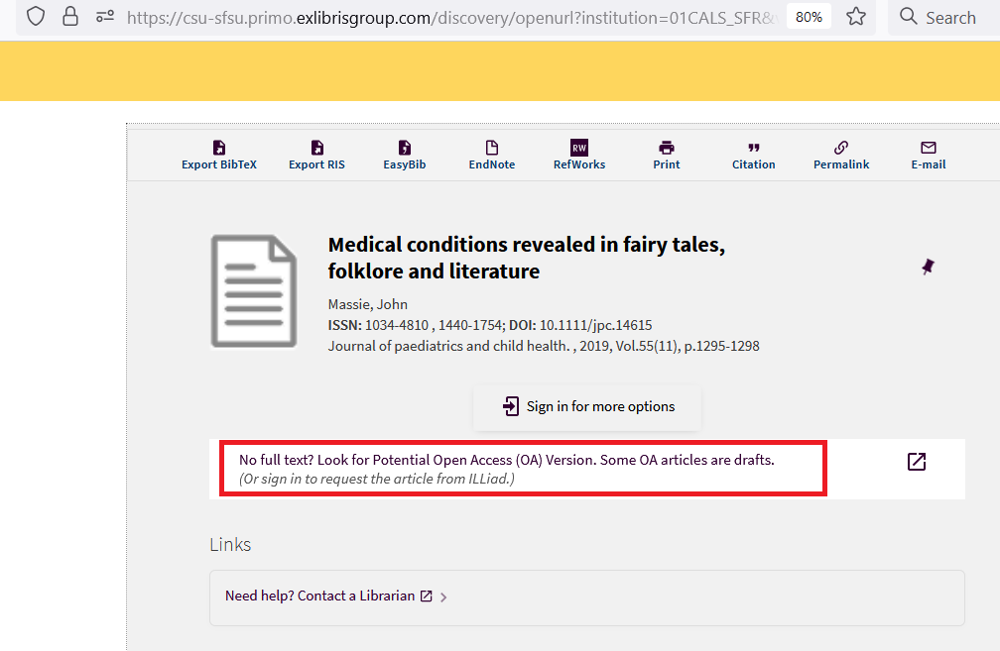 https://csu-sfsu.primo.exlibrisgroup.com/discovery/openurl?institution=01CALS_SFR&
80%
Search
Export BibTeX
Export RIS
EasyBib
EndNote
RW
RefWorks
Print
Citation
Permalink
E-mail
Medical conditions revealed in fairy tales,
folklore and literature
Massie, John
ISSN: 1034-4810 , 1440-1754; DOI: 10.1111/jpc.14615
Journal of paediatrics and child health. , 2019, Vol.55(11), p.1295-1298
Sign in for more options
No full text? Look for Potential Open Access (OA) Version. Some OA articles are drafts.
(Or sign in to request the article from ILLiad.)
Links
Need help? Contact a Librarian